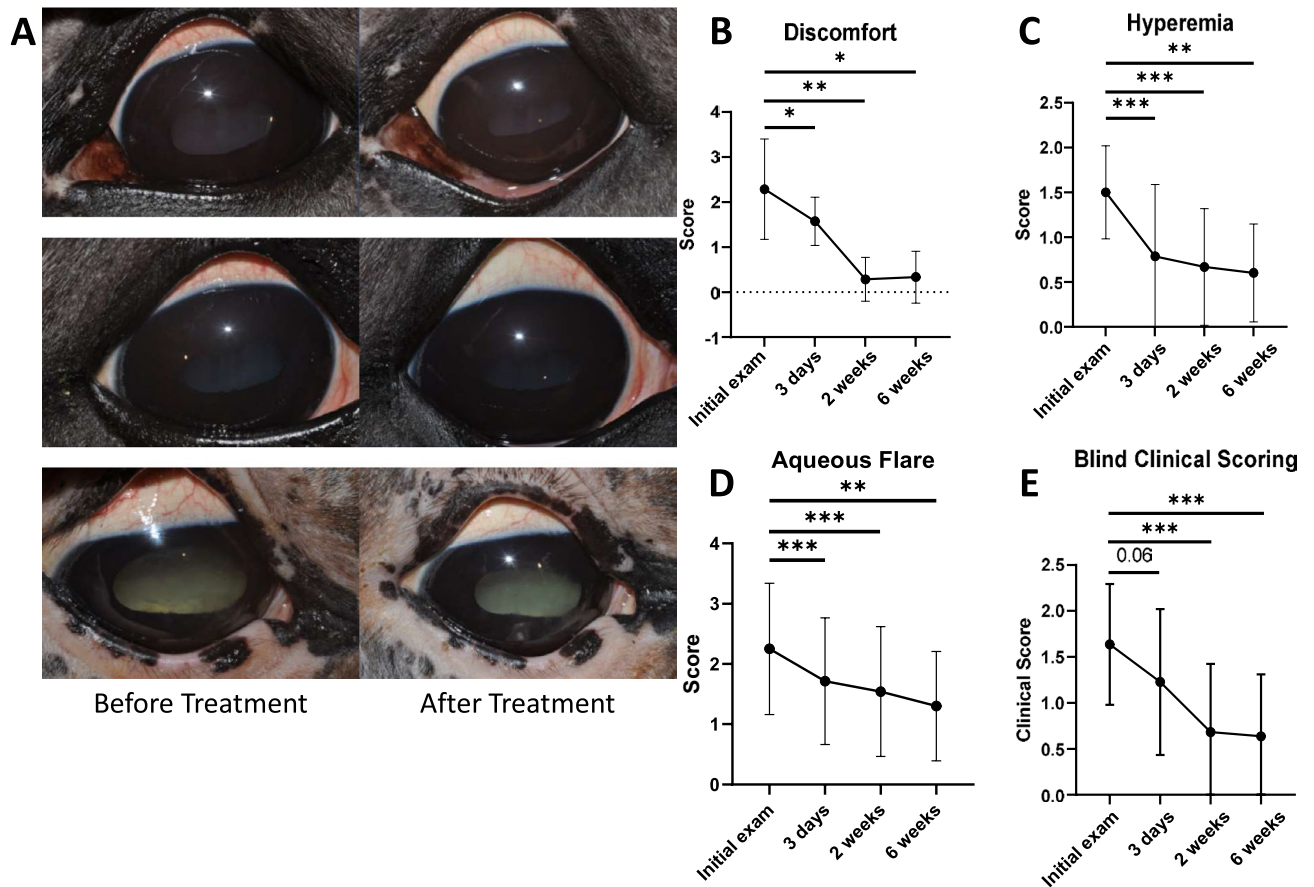 A
Before Treatment
After Treatment
B
Discomfort
*
**
*
4
3
2
1
0
-1
Score
Initial exam
3 days
2 weeks
6 weeks
C
Hyperemia
**
***
***
2.5
2.0
1.5
1.0
0.5
0.0
Score
Initial exam
3 days
2 weeks
6 weeks
D
Aqueous Flare
**
***
***
4
3
2
1
0
Score
Initial exam
3 days
2 weeks
6 weeks
E
Blind Clinical Scoring
***
***
0.06
2.5
2.0
1.5
1.0
0.5
0.0
Clinical Score
Initial exam
3 days
2 weeks
6 weeks